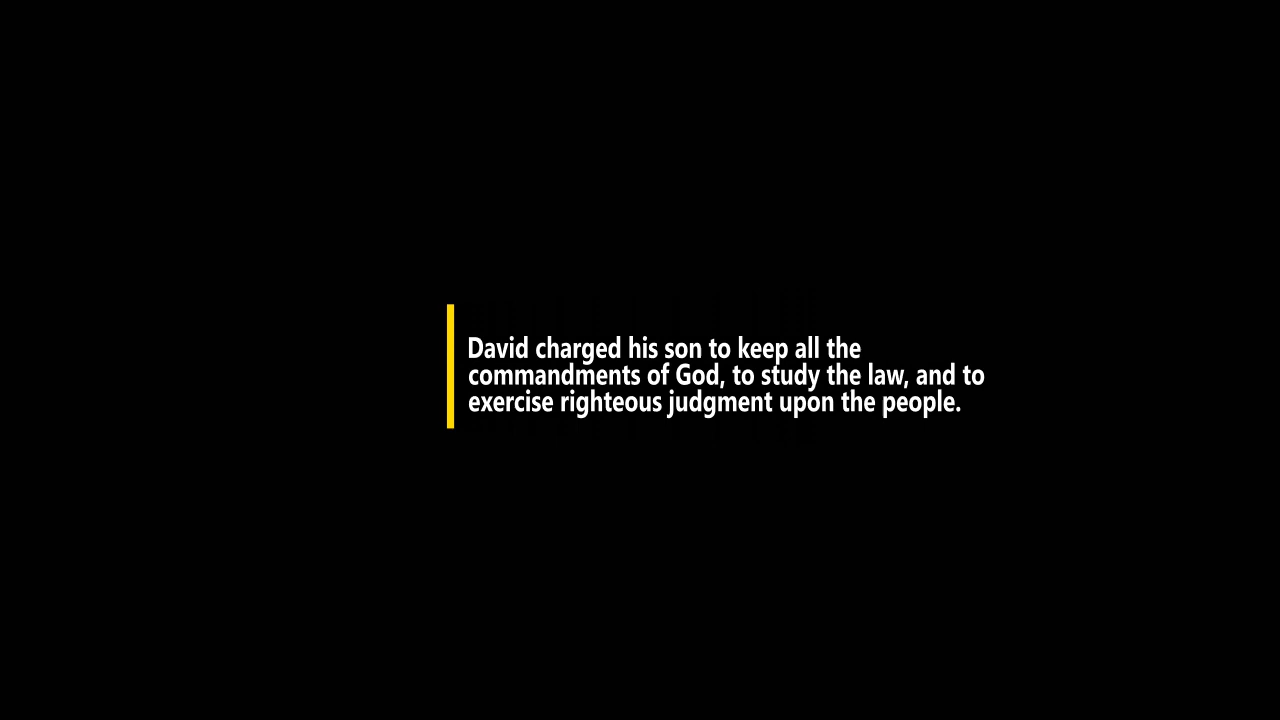 David charged his son to keep all the
commandments of God, to study the law, and to
exercise righteous judgment upon the people.